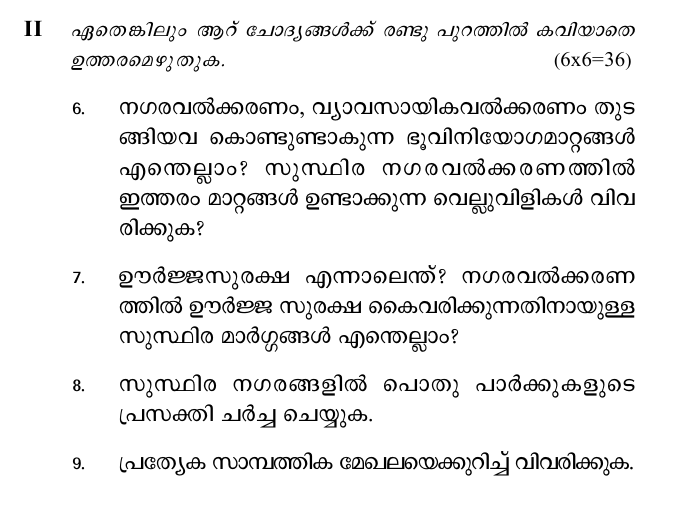 II ഏതെങ്കിലും ആറ് ചോദ്യങ്ങൾക്ക് രണ്ടു പുറത്തിൽ കവിയാതെ
ഉത്തരമെഴുതുക. (6x6=36)
6. നഗരവൽക്കരണം, വ്യാവസായികവൽക്കരണം തുട
ങ്ങിയവ കൊണ്ടുണ്ടാകുന്ന ഭൂവിനിയോഗമാറ്റങ്ങൾ
എന്തെല്ലാം? സുസ്ഥിര നഗരവൽക്കരണത്തിൽ
ഇത്തരം മാറ്റങ്ങൾ ഉണ്ടാക്കുന്ന വെല്ലുവിളികൾ വിവ
രിക്കുക?
7. ഊർജ്ജസുരക്ഷ എന്നാലെന്ത്? നഗരവൽക്കരണ
ത്തിൽ ഊർജ്ജ സുരക്ഷ കൈവരിക്കുന്നതിനായുള്ള
സുസ്ഥിര മാർഗ്ഗങ്ങൾ എന്തെല്ലാം?
8. സുസ്ഥിര നഗരങ്ങളിൽ പൊതു പാർക്കുകളുടെ
പ്രസക്തി ചർച്ച ചെയ്യുക.
9. പ്രത്യേക സാമ്പത്തിക മേഖലയെക്കുറിച്ച് വിവരിക്കുക.